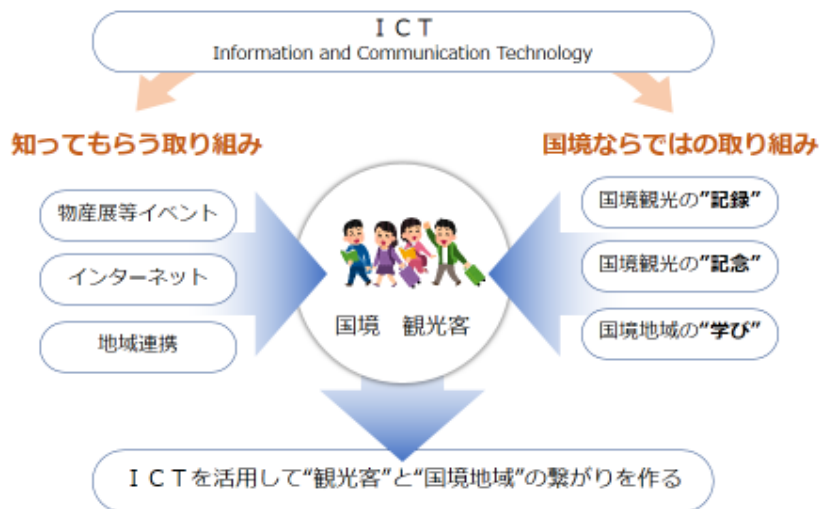 ＩＣＴ
Information and Communication Technology
知ってもらう取り組み
物産展等イベント
インターネット
地域連携
国境ならではの取り組み
国境観光の”記録”
国境観光の”記念”
国境地域の“学び”
国境　観光客
ＩＣＴを活用して“観光客”と“国境地域”の繋がりを作る